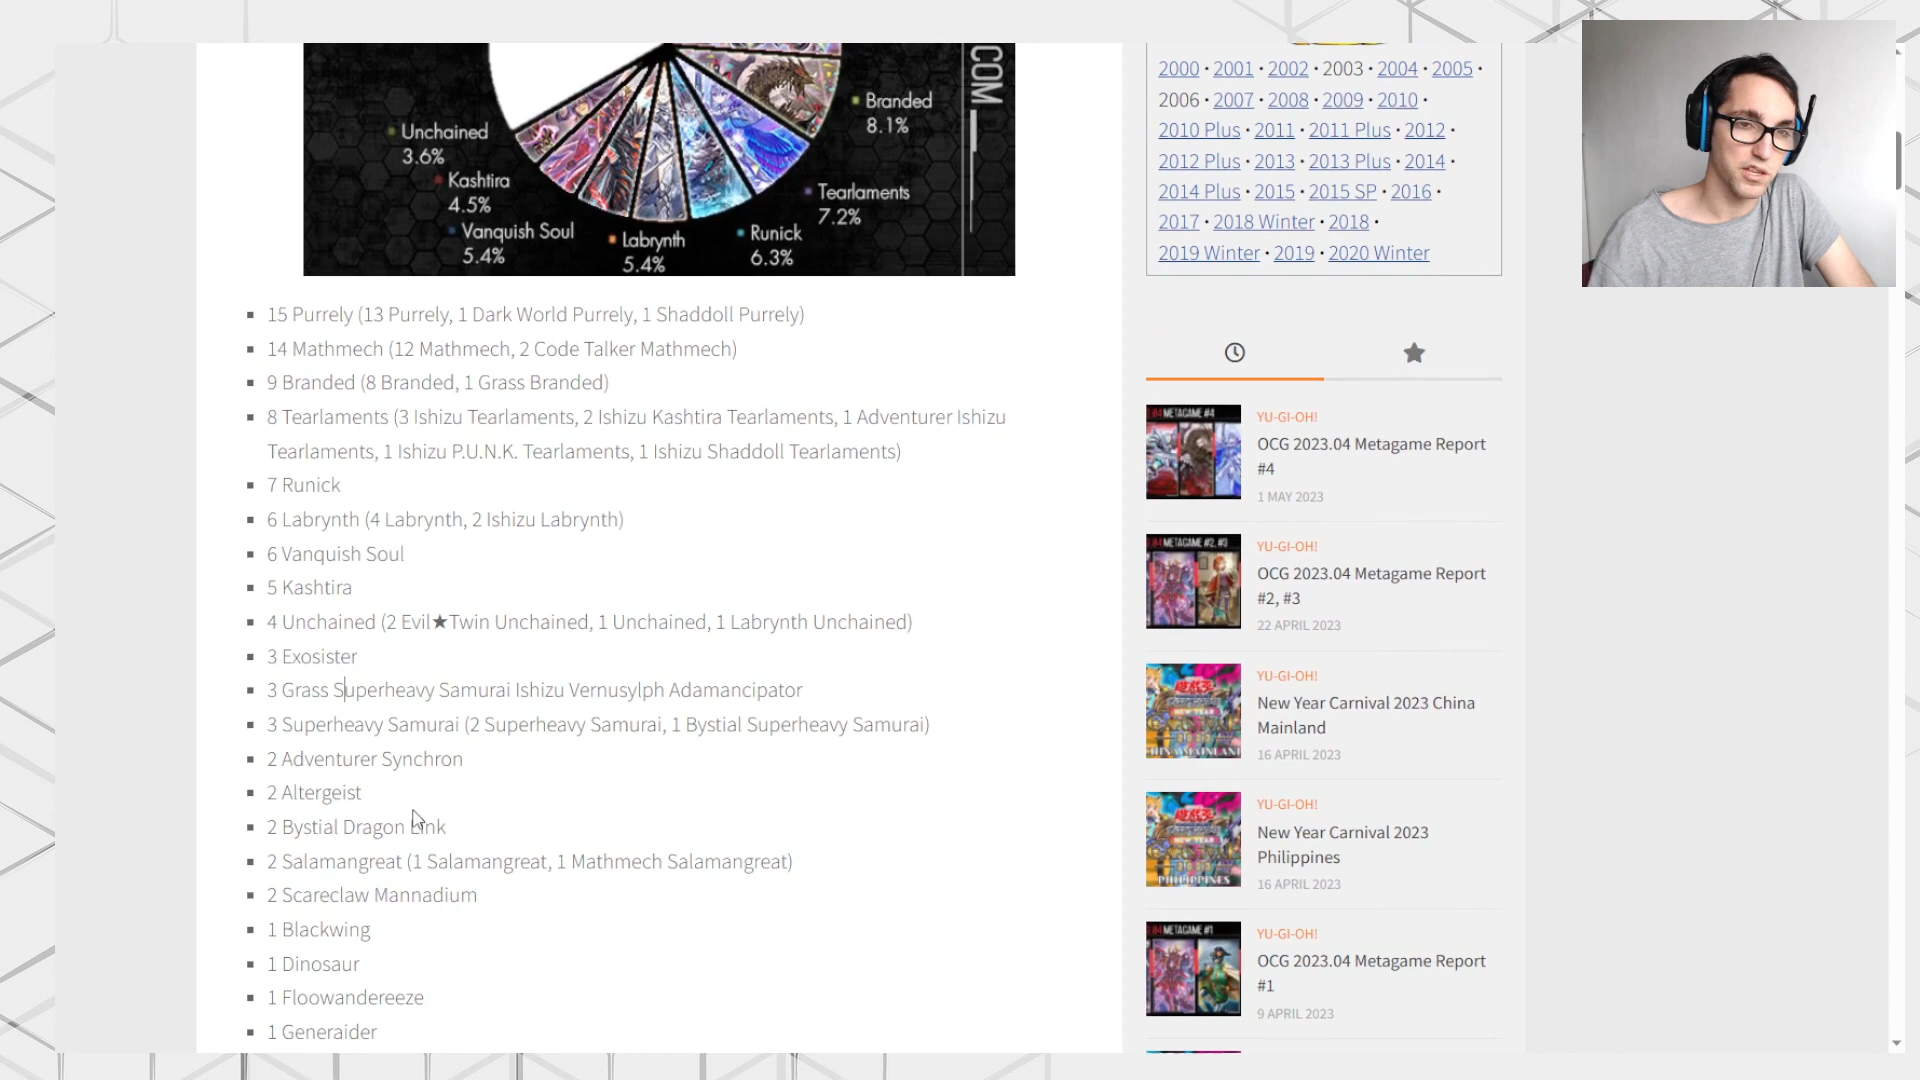 COM
Branded
8.1%
Unchained
3.6%
Kashtira
4.5%
Tearlaments
7.2%
Vanquish Soul
5.4%
Labrynth
5.4%
Runick
6.3%
15 Purrely (13 Purrely, 1 Dark World Purrely, 1 Shaddoll Purrely)
14 Mathmech (12 Mathmech, 2 Code Talker Mathmech)
9 Branded (8 Branded, 1 Grass Branded)
8 Tearlaments (3 Ishizu Tearlaments, 2 Ishizu Kashtira Tearlaments, 1 Adventurer Ishizu
Tearlaments, 1 Ishizu P.U.N.K. Tearlaments, 1 Ishizu Shaddoll Tearlaments)
7 Runick
6 Labrynth (4 Labrynth, 2 Ishizu Labrynth)
6 Vanquish Soul
5 Kashtira
4 Unchained (2 Evil★Twin Unchained, 1 Unchained, 1 Labrynth Unchained)
3 Exosister
3 Grass Superheavy Samurai Ishizu Vernusylph Adamancipator
3 Superheavy Samurai (2 Superheavy Samurai, 1 Bystial Superheavy Samurai)
2 Adventurer Synchron
2 Altergeist
2 Bystial Dragon Link
2 Salamangreat (1 Salamangreat, 1 Mathmech Salamangreat)
2 Scareclaw Mannadium
1 Blackwing
1 Dinosaur
1 Floowandereeze
1 Generaider
2000 • 2001 • 2002 • 2003 • 2004 • 2005 •
2006 • 2007 • 2008 • 2009 • 2010 •
2010 Plus • 2011 • 2011 Plus • 2012 •
2012 Plus • 2013 • 2013 Plus • 2014 •
2014 Plus • 2015 • 2015 SP • 2016 •
2017 • 2018 Winter • 2018 •
2019 Winter • 2019 • 2020 Winter
METAGAME #4
YU-GI-OH!
OCG 2023.04 Metagame Report
#4
1 MAY 2023
METAGAME #2, #3
YU-GI-OH!
OCG 2023.04 Metagame Report
#2, #3
22 APRIL 2023
YU-GI-OH!
New Year Carnival 2023 China
Mainland
16 APRIL 2023
PHILIPPINES
YU-GI-OH!
New Year Carnival 2023
Philippines
16 APRIL 2023
METAGAME #1
YU-GI-OH!
OCG 2023.04 Metagame Report
#1
9 APRIL 2023